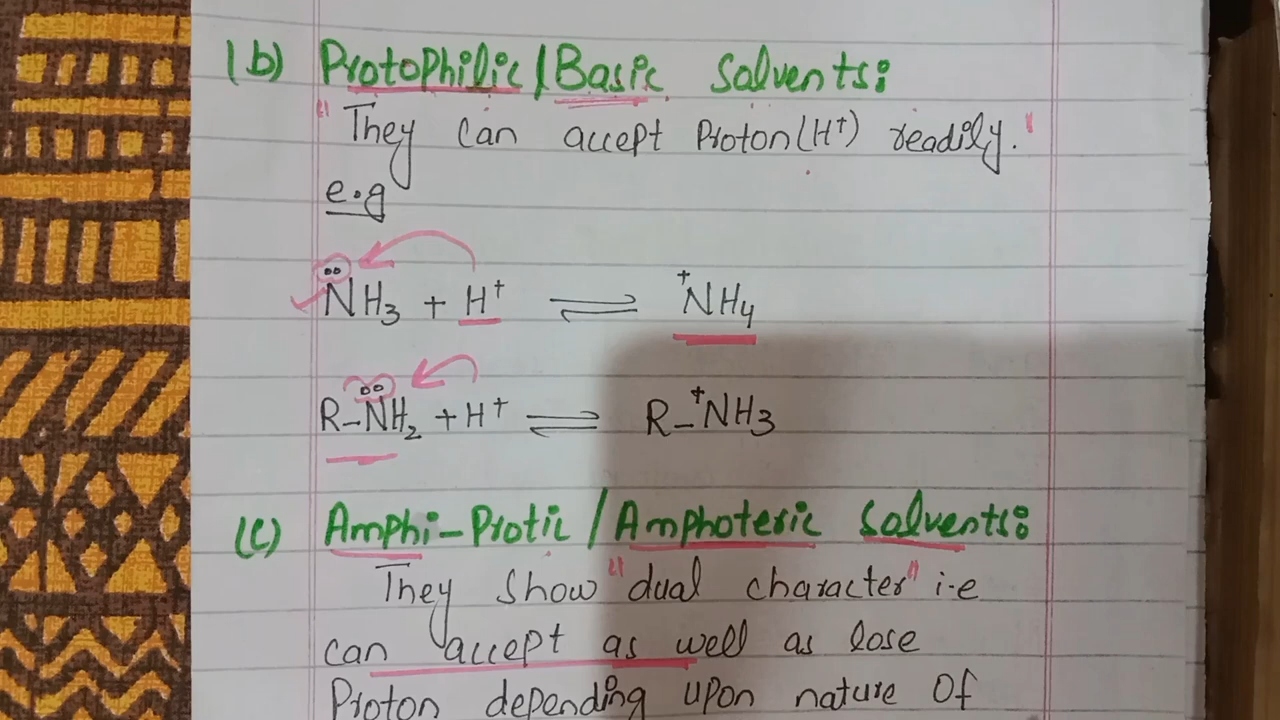 (b) Protophilic/Basic Solvents:
"They can accept Proton(H⁺) readily."
e.g
N̈H₃ + H⁺ ⇌ ⁺NH₄
R-N̈H₂ + H⁺ ⇌ R-⁺NH₃
(c) Amphi-Protic / Amphoteric Solvents:
They show "dual character" i-e
can accept as well as lose
Proton depending upon nature of